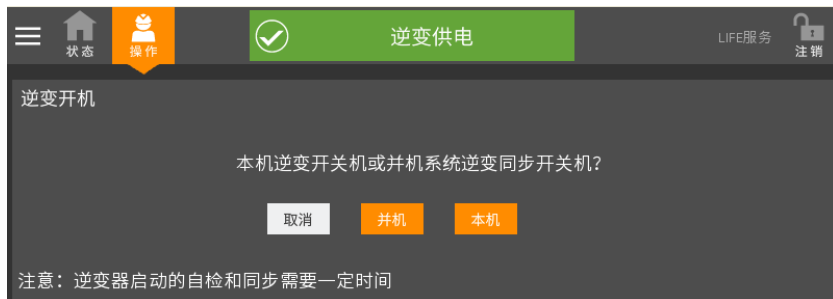 状态
操作
逆变供电
LIFE服务
注销
逆变开机
本机逆变开关机或并机系统逆变同步开关机?
取消
并机
本机
注意：逆变器启动的自检和同步需要一定时间